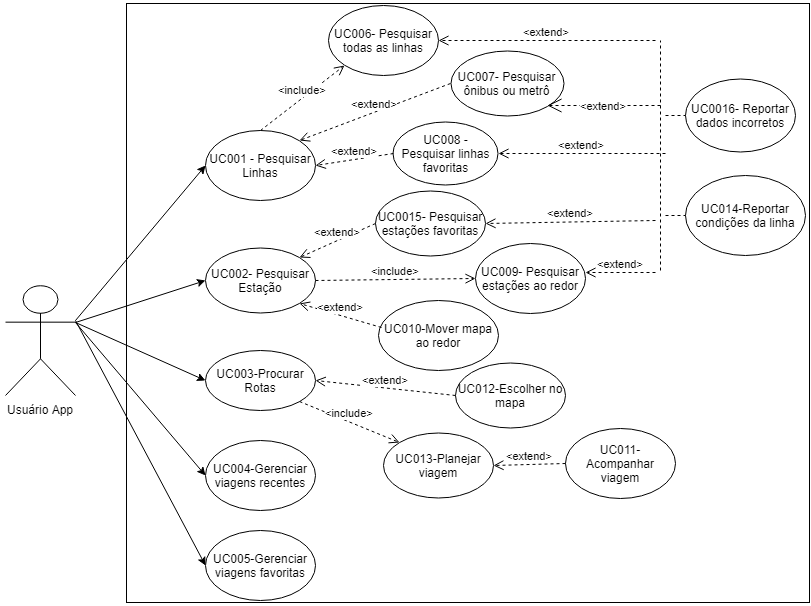 UC006- Pesquisar
todas as linhas
<extend>
UC007- Pesquisar
ônibus ou metrô
<include>
<extend>
<extend>
UC0016- Reportar
dados incorretos
UC001 - Pesquisar
Linhas
<extend>
UC008 -
Pesquisar linhas
favoritas
<extend>
UC0015- Pesquisar
estações favoritas
<extend>
<extend>
UC014-Reportar
condições da linha
UC002- Pesquisar
Estação
<include>
UC009- Pesquisar
estações ao redor
<extend>
<extend>
UC010-Mover mapa
ao redor
UC003-Procurar
Rotas
<extend>
UC012-Escolher no
mapa
Usuário App
<include>
UC013-Planejar
viagem
<extend>
UC011-
Acompanhar
viagem
UC004-Gerenciar
viagens recentes
UC005-Gerenciar
viagens favoritas